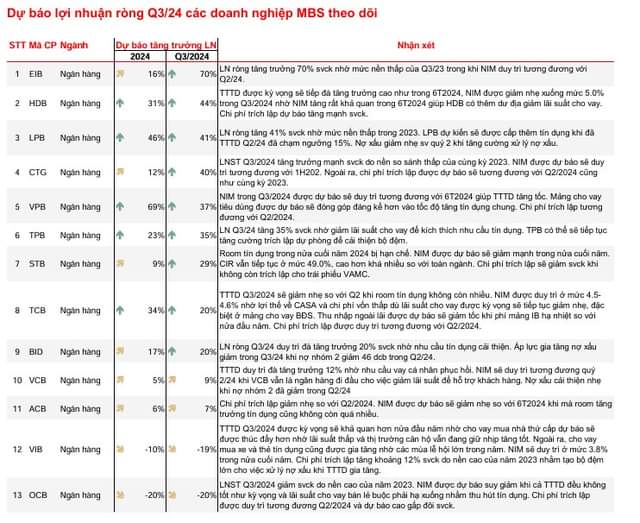 Dự báo lợi nhuận ròng Q3/24 các doanh nghiệp MBS theo dõi
STT Mã CP Ngành Dự báo tăng trưởng LN Nhận xét
2024 Q3/2024
1 EIB Ngân hàng 16% 70% LN ròng tăng trưởng 70% svck nhờ mức nền thấp của Q3/23 trong khi NIM duy trì tương đương với
Q2/24.
2 HDB Ngân hàng 31% 44% TTTD được kỳ vọng sẽ tiếp đà tăng trưởng cao như trong 6T2024, NIM được giảm nhẹ xuống mức 5.0%
trong Q3/2024 nhờ NIM tăng rất khả quan trong 6T2024 giúp HDB có thêm dư địa giảm lãi suất cho vay.
Chi phí trích lập dự báo tăng mạnh svck.
3 LPB Ngân hàng 46% 41% LN ròng tăng 41% svck nhờ mức nền thấp trong 2023. LPB dự kiến sẽ được cấp thêm tín dụng khi đã
TTTD Q2/24 đã chạm ngưỡng 15%. Nợ xấu giảm nhẹ sv quý 2 khi tăng cường xử lý nợ xấu.
4 CTG Ngân hàng 12% 40% LNST Q3/2024 tăng trưởng mạnh svck do nền so sánh thấp của cùng kỳ 2023. NIM được dự báo sẽ duy
trì tương đương với 1H202. Ngoài ra, chi phí trích lập được dự báo sẽ tương đương với Q2/2024 cũng
như cùng kỳ 2023.
5 VPB Ngân hàng 69% 37% NIM trong Q3/2024 được dự báo sẽ duy trì tương đương với 6T2024 giúp TTTD tăng tốc. Mảng cho vay
tiêu dùng được dự báo sẽ đóng góp đáng kể hơn vào tốc độ tăng tín dụng chung. Chi phí trích lập tương
đương với Q2/2024.
6 TPB Ngân hàng 23% 35% LN Q3/24 tăng 35% svck nhờ giảm lãi suất cho vay để kích thích nhu cầu tín dụng. TPB có thể sẽ tiếp tục
tăng cường trích lập dự phòng để cải thiện bộ đệm.
7 STB Ngân hàng 9% 29% Room tín dụng trong nửa cuối năm 2024 bị hạn chế. NIM được dự báo sẽ giảm mạnh trong nửa cuối năm.
CIR vẫn tiếp tục ở mức 49.0%, cao hơn khá nhiều so với toàn ngành. Chi phí trích lập sẽ giảm svck khi
không còn trích lập cho trái phiếu VAMC.
8 TCB Ngân hàng 34% 20% TTTD Q3/2024 sẽ giảm nhẹ so với Q2 khi room tín dụng không còn nhiều. NIM được duy trì ở mức 4.5-
4.6% nhờ lợi thế về CASA và chi phí vốn thấp dù lãi suất cho vay được kỳ vọng sẽ tiếp tục giảm nhẹ, đặc
biệt ở mảng cho vay BĐS. Thu nhập ngoài lãi được dự báo sẽ giảm tốc khi phí mảng IB hạ nhiệt so với
nửa đầu năm. Chi phí trích lập được duy trì tương đương với Q2/2024.
9 BID Ngân hàng 17% 20% LN ròng Q3/24 duy trì đà tăng trưởng 20% svck nhờ nhu cầu tín dụng cải thiện. Áp lực gia tăng nợ xấu
giảm trong Q3/24 khi nợ nhóm 2 giảm 46 dcb trong Q2/24.
10 VCB Ngân hàng 5% 9% TTTD duy trì đà tăng trưởng 12% nhờ nhu cầu vay cá nhân phục hồi. NIM sẽ duy trì tương đương quý
2/24 khi VCB vẫn là ngân hàng đi đầu cho việc giảm lãi suất để hỗ trợ khách hàng. Nợ xấu cải thiện nhẹ
khi nợ nhóm 2 đã giảm trong Q2/24
11 ACB Ngân hàng 6% 7% Chi phí trích lập sẽ giảm nhẹ so với Q2/2024. NIM được dự báo sẽ giảm nhẹ so với 6T2024 khi mà room tăng
trưởng tín dụng cũng không còn quá nhiều.
12 VIB Ngân hàng -10% -19% TTTD Q3/2024 được kỳ vọng sẽ khả quan hơn nửa đầu năm nhờ cho vay mua nhà thứ cấp dự báo sẽ
được thúc đẩy hơn nhờ lãi suất thấp và thị trường căn hộ vẫn đang giữ nhịp tăng tốt. Ngoài ra, cho vay
mua xe và thẻ tín dụng cũng được gia tăng nhờ các mùa lễ hội lớn trong năm. NIM sẽ duy trì ở mức 3.8%
trong nửa cuối năm. Chi phí trích lập tăng khoảng 12% svck do nền cao của năm 2023 nhằm tạo bộ đệm
lớn cho việc xử lý nợ xấu khi TTTD gia tăng.
13 OCB Ngân hàng -20% -20% LNST Q3/2024 giảm svck do nền cao của năm 2023. NIM được dự báo suy giảm khi cả TTTD đều không
tốt như kỳ vọng và lãi suất cho vay bán lẻ buộc phải hạ xuống nhằm thu hút tín dụng. Chi phí trích lập
được duy trì tương đương Q2/2024 và dự báo cao gấp đôi svck.